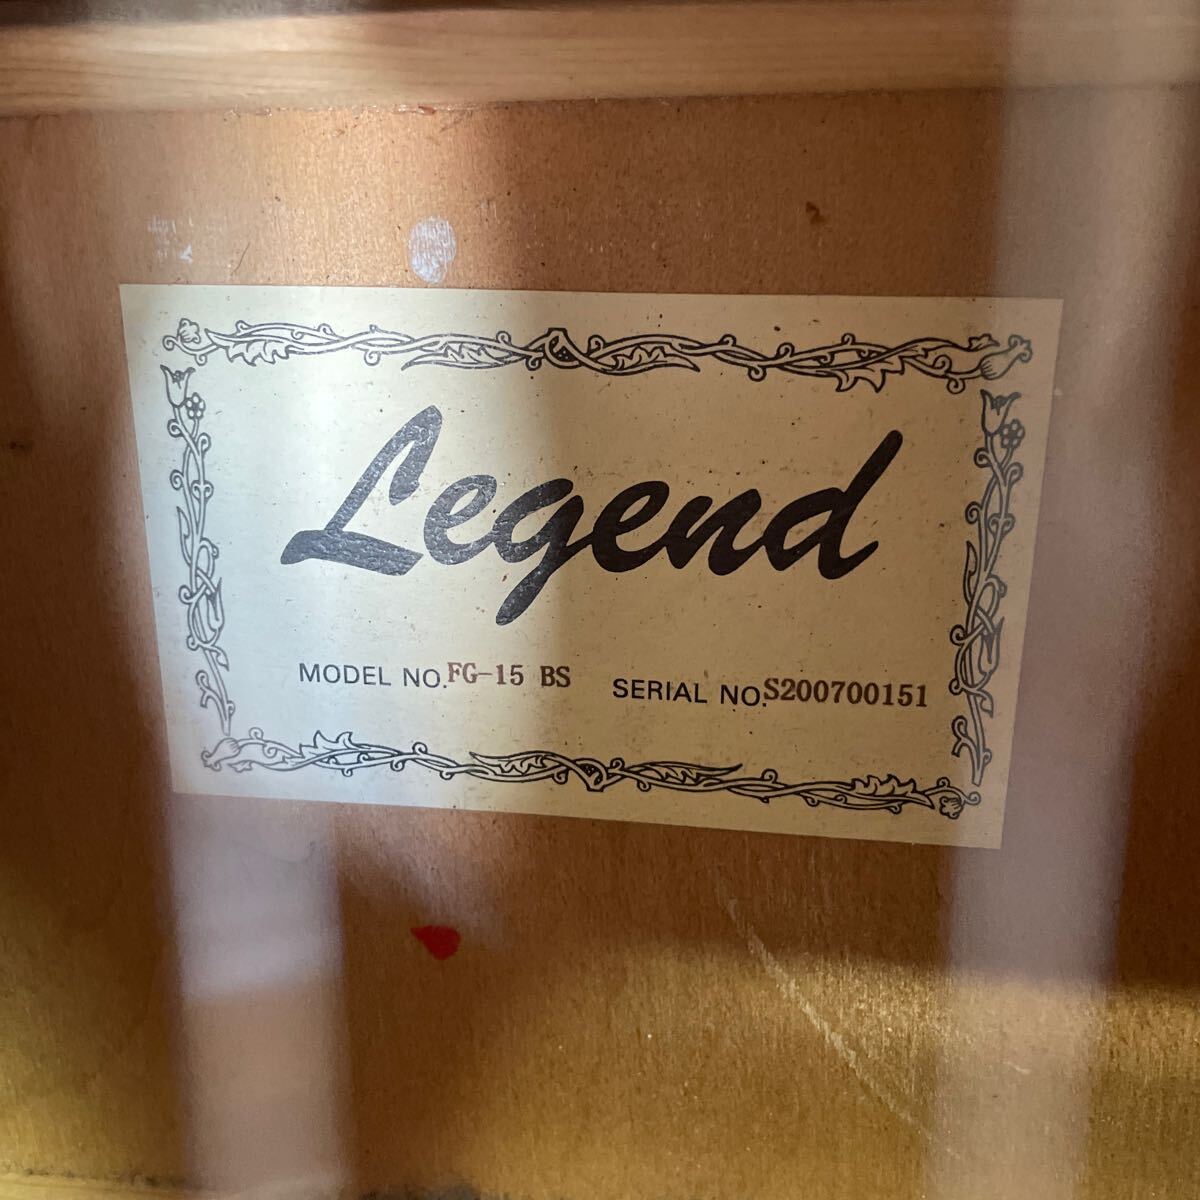 Legend
MODEL NO. FG-15 BS SERIAL NO. S200700151